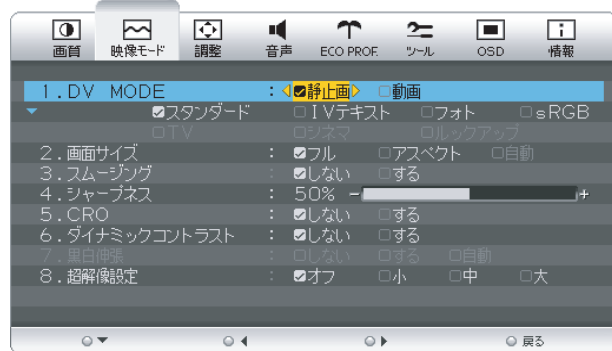 画質 映像モード 調整 音声 ECO PROF. ツール OSD 情報
1.DV MODE : 静止画 動画
スタンダード IVテキスト フォト sRGB
TV シネマ ルックアップ
2.画面サイズ : フル アスペクト 自動
3.スムージング : しない する
4.シャープネス : 50% - +
5.CRO : しない する
6.ダイナミックコントラスト : しない する
7.黒白伸張 : しない する 自動
8.超解像設定 : オフ 小 中 大
戻る